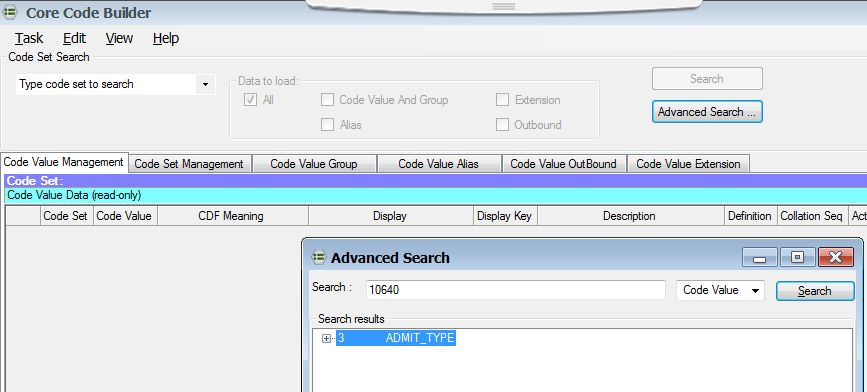 Core Code Builder
Task Edit View Help
Code Set Search
Type code set to search
Data to load:
All
Code Value And Group
Extension
Alias
Outbound
Search
Advanced Search ...
Code Value Management Code Set Management Code Value Group Code Value Alias Code Value OutBound Code Value Extension
Code Set:
Code Value Data (read-only)
Code Set Code Value CDF Meaning Display Display Key Description Definition Collation Seq Act
Advanced Search
Search : 10640 Code Value Search
Search results
3 ADMIT_TYPE